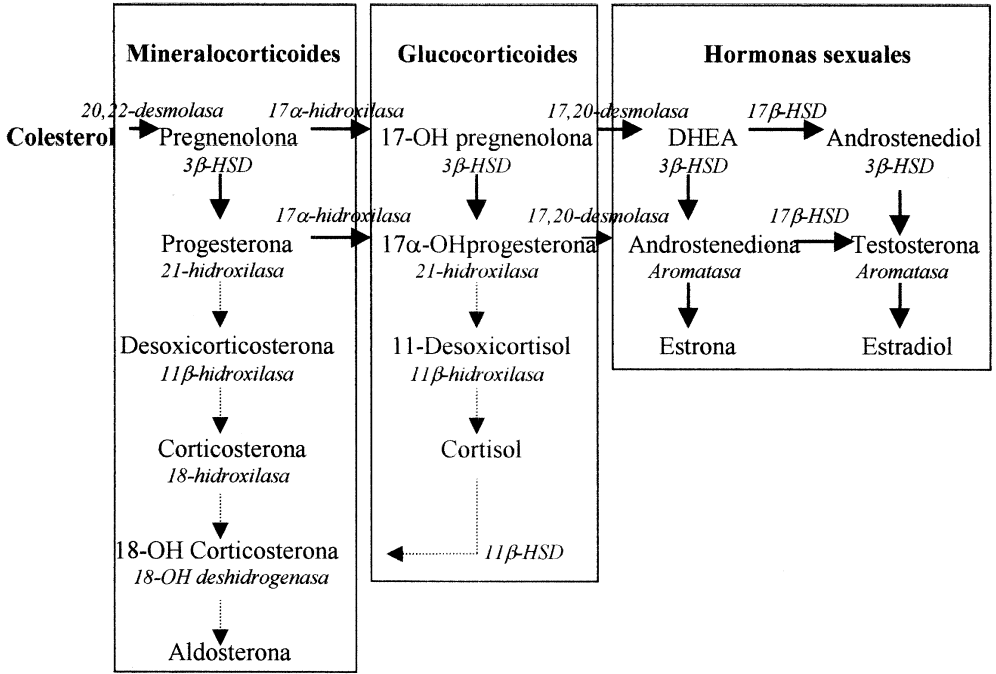 Mineralocorticoides Glucocorticoides Hormonas sexuales
20,22-desmolasa 17α-hidroxilasa 17,20-desmolasa 17β-HSD
Colesterol Pregnenolona 17-OH pregnenolona DHEA Androstenediol
3β-HSD 3β-HSD 3β-HSD 3β-HSD
17α-hidroxilasa 17,20-desmolasa 17β-HSD
Progesterona 17α-OHprogesterona Androstenediona Testosterona
21-hidroxilasa 21-hidroxilasa Aromatasa Aromatasa
Desoxicorticosterona 11-Desoxicortisol Estrona Estradiol
11β-hidroxilasa 11β-hidroxilasa
Corticosterona Cortisol
18-hidroxilasa
18-OH Corticosterona 11β-HSD
18-OH deshidrogenasa
Aldosterona